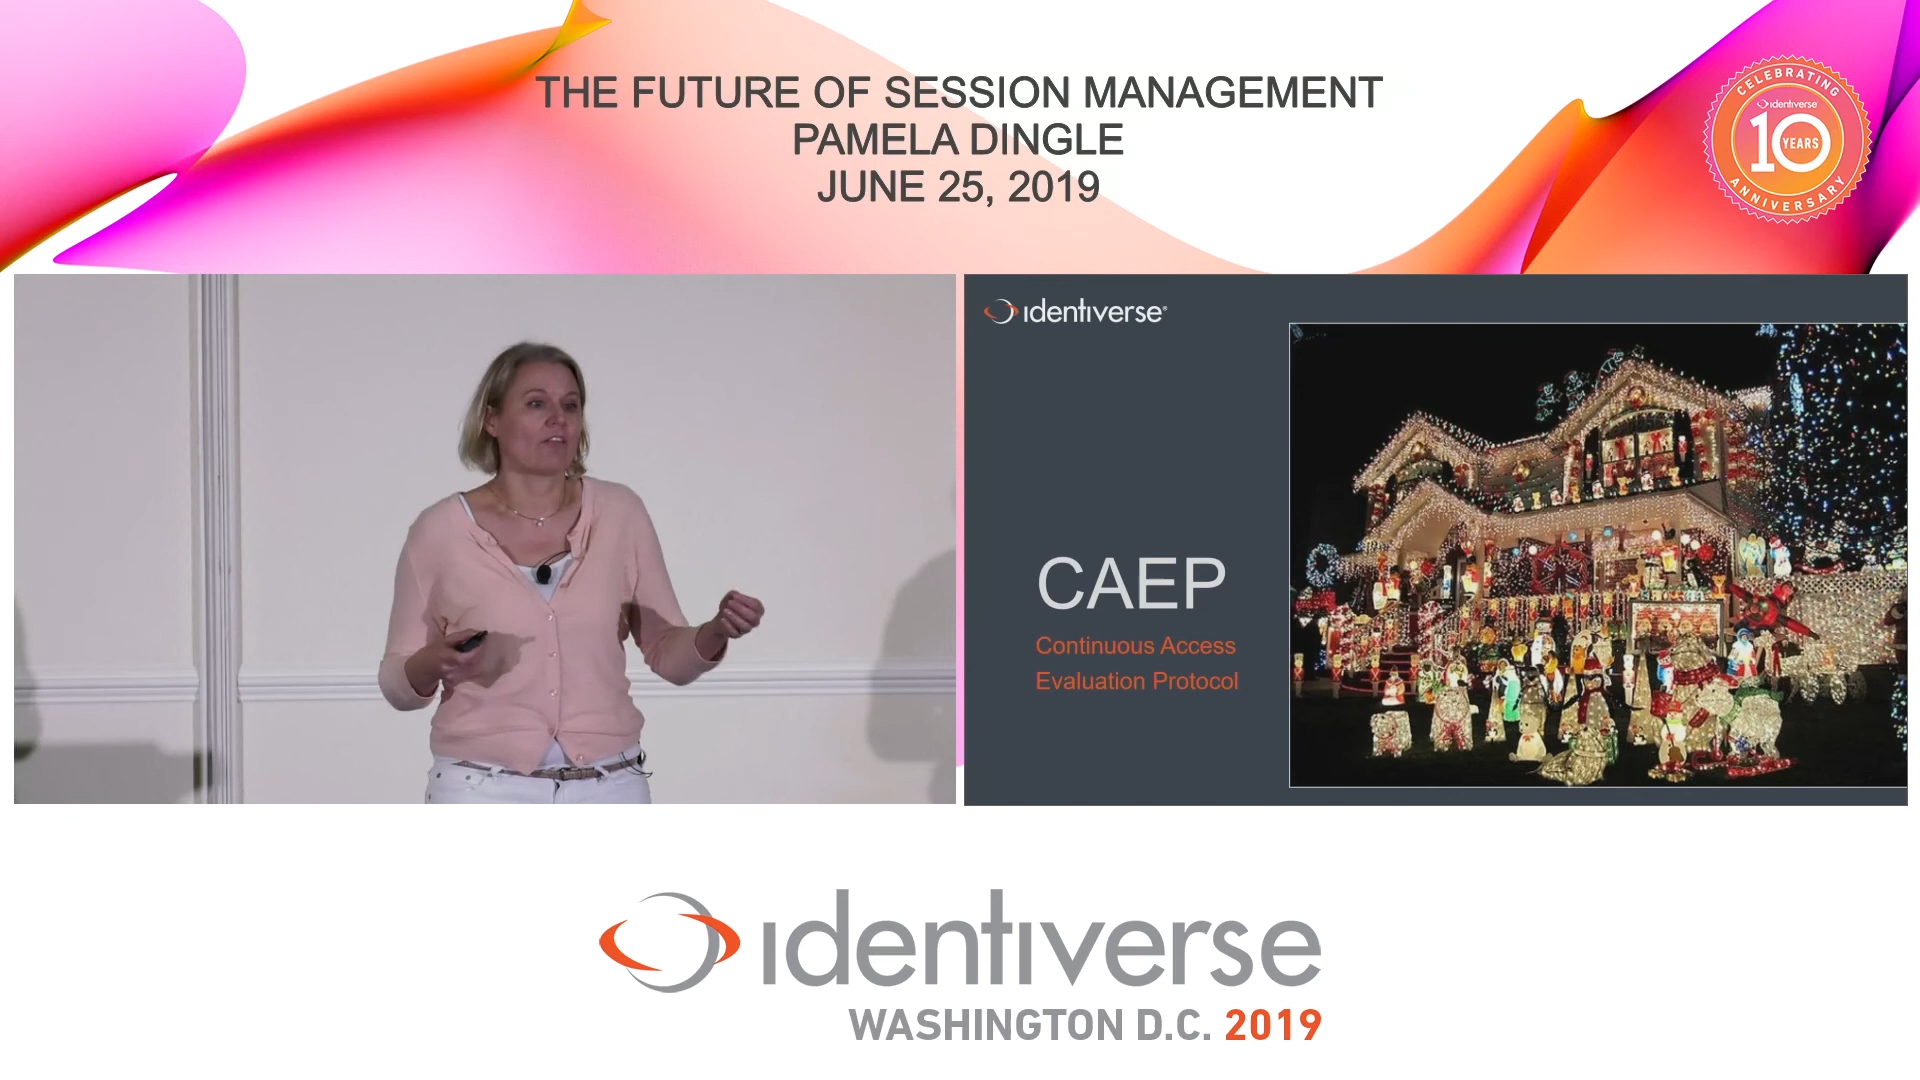 THE FUTURE OF SESSION MANAGEMENT
PAMELA DINGLE
JUNE 25, 2019
CELEBRATING
identiverse
10
YEARS
ANNIVERSARY
identiverse®
CAEP
Continuous Access
Evaluation Protocol
identiverse
WASHINGTON D.C. 2019